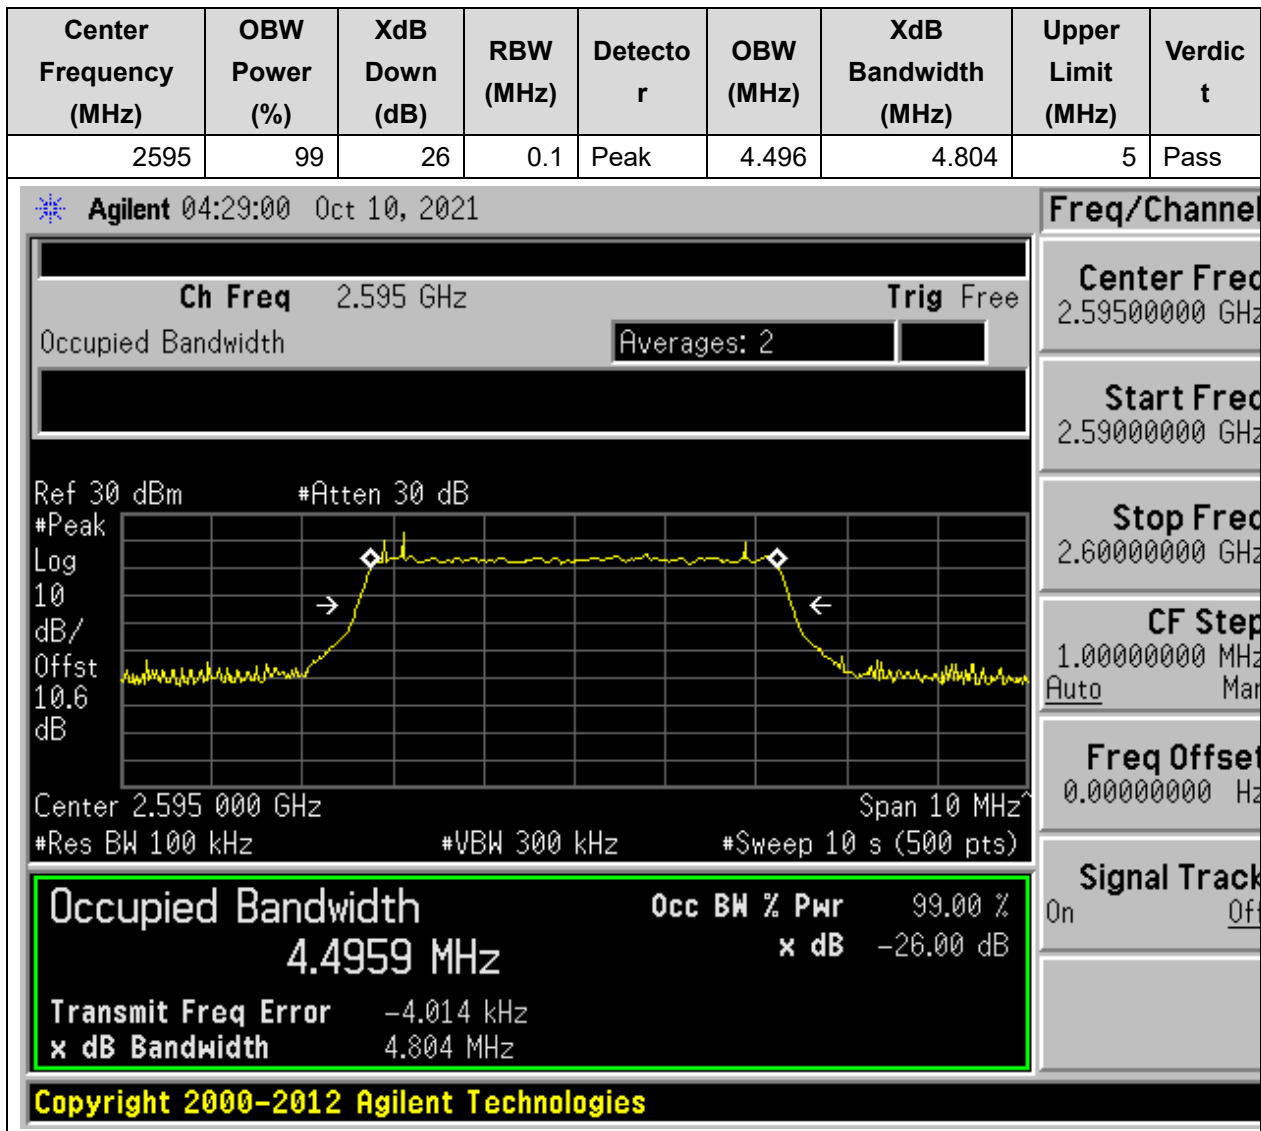 Center Frequency (MHz) OBW Power (%) XdB Down (dB) RBW (MHz) Detecto r OBW (MHz) XdB Bandwidth (MHz) Upper Limit (MHz) Verdic t
2595 99 26 0.1 Peak 4.496 4.804 5 Pass
Agilent 04:29:00 Oct 10, 2021
Ch Freq 2.595 GHz Trig Free
Occupied Bandwidth Averages: 2
Ref 30 dBm #Atten 30 dB
#Peak
Log
10
dB/
Offst
10.6
dB
Center 2.595 000 GHz Span 10 MHz^
#Res BW 100 kHz #VBW 300 kHz #Sweep 10 s (500 pts)
Occupied Bandwidth Occ BW % Pwr 99.00 %
4.4959 MHz x dB -26.00 dB
Transmit Freq Error -4.014 kHz
x dB Bandwidth 4.804 MHz
Copyright 2000-2012 Agilent Technologies
Freq/Channel
Center Freq
2.59500000 GHz
Start Freq
2.59000000 GHz
Stop Freq
2.60000000 GHz
CF Step
1.00000000 MHz
Auto Man
Freq Offset
0.00000000 Hz
Signal Track
On Off